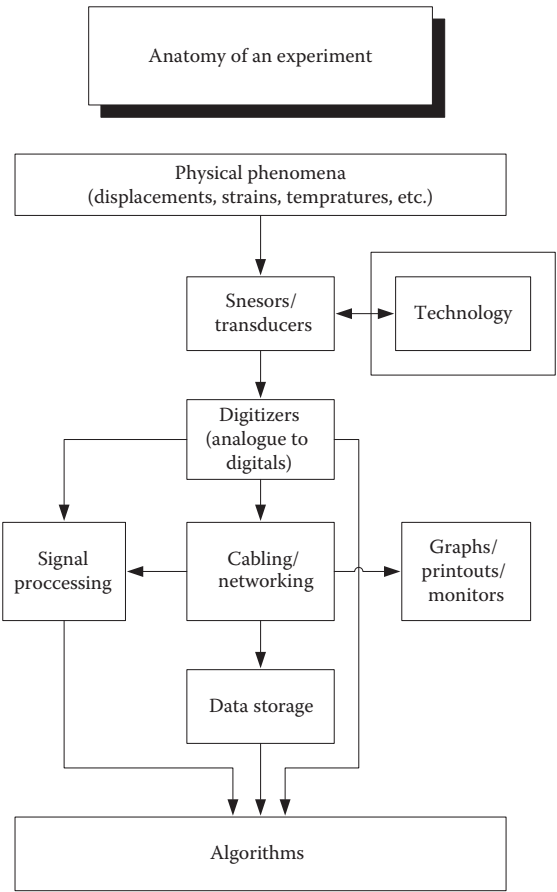 Anatomy of an experiment
Physical phenomena
(displacements, strains, tempratures, etc.)
Snesors/
transducers
Technology
Digitizers
(analogue to
digitals)
Signal
proccessing
Cabling/
networking
Graphs/
printouts/
monitors
Data storage
Algorithms